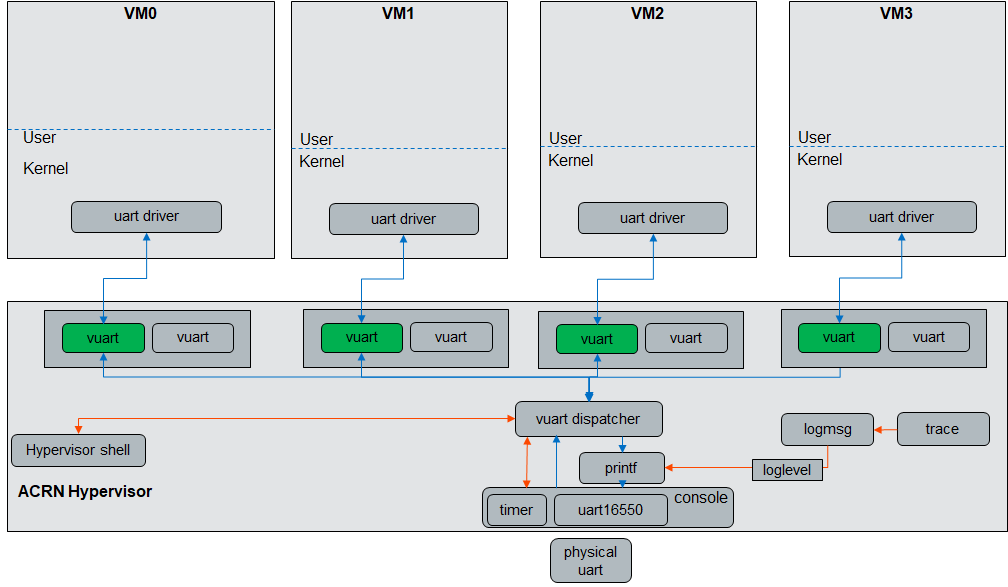 VM0
VM1
VM2
VM3
User
Kernel
User
Kernel
User
Kernel
User
Kernel
uart driver
uart driver
uart driver
uart driver
vuart
vuart
vuart
vuart
vuart
vuart
vuart
vuart
vuart dispatcher
logmsg
trace
Hypervisor shell
printf
loglevel
ACRN Hypervisor
console
timer
uart16550
physical
uart